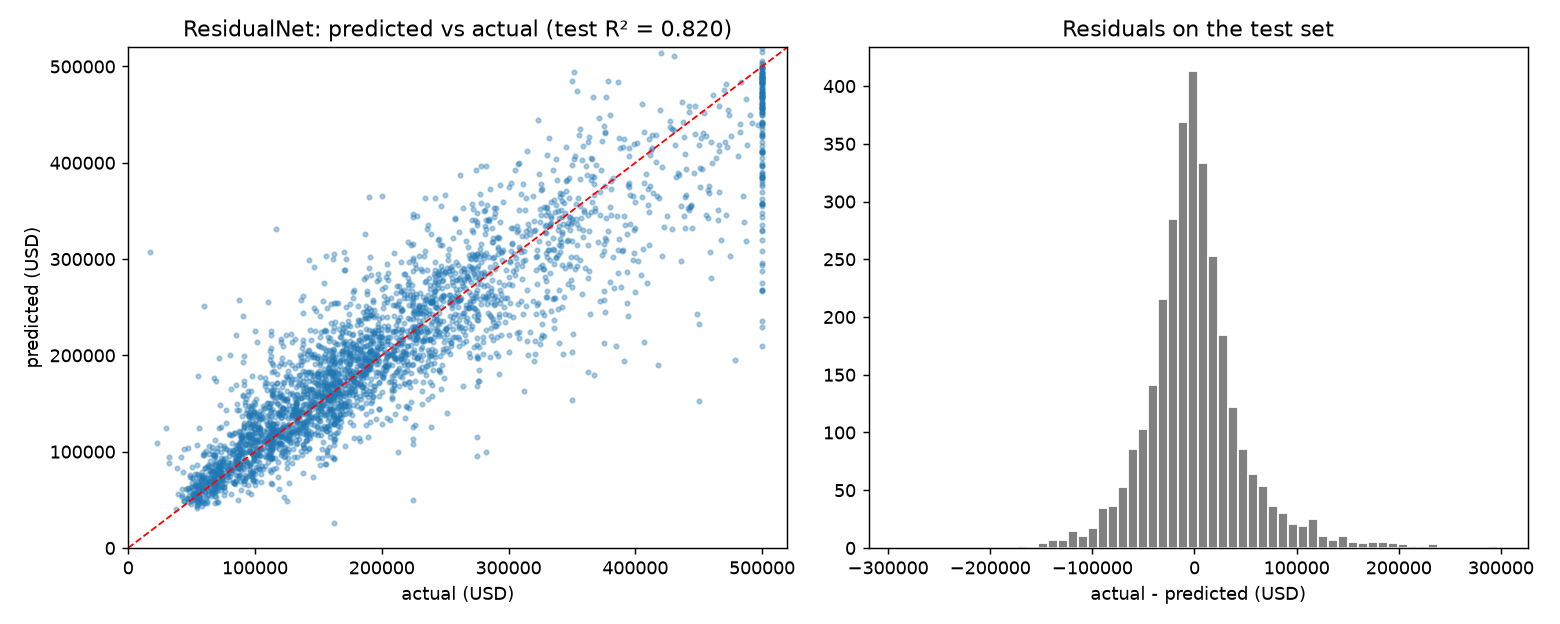 ResidualNet: predicted vs actual (test R² = 0.820)
500000
400000
300000
200000
100000
0
predicted (USD)
0 100000 200000 300000 400000 500000
actual (USD)
Residuals on the test set
400
350
300
250
200
150
100
50
0
−300000 −200000 −100000 0 100000 200000 300000
actual - predicted (USD)